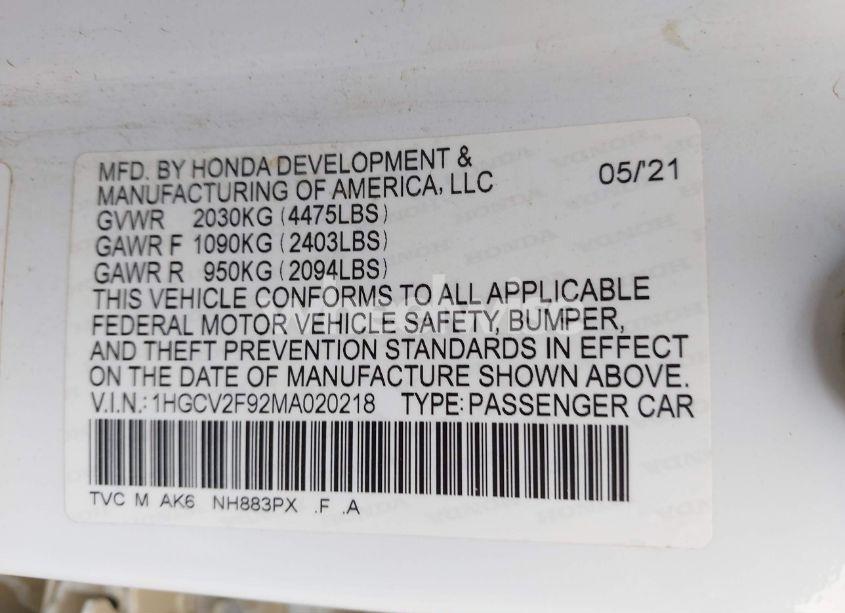 MFD. BY HONDA DEVELOPMENT &
MANUFACTURING OF AMERICA, LLC 05/'21
GVWR 2030KG (4475LBS)
GAWR F 1090KG (2403LBS)
GAWR R 950KG (2094LBS)
THIS VEHICLE CONFORMS TO ALL APPLICABLE
FEDERAL MOTOR VEHICLE SAFETY, BUMPER,
AND THEFT PREVENTION STANDARDS IN EFFECT
ON THE DATE OF MANUFACTURE SHOWN ABOVE.
V.I.N.: 1HGCV2F92MA020218 TYPE: PASSENGER CAR
TVC M AK6 NH883PX .F .A